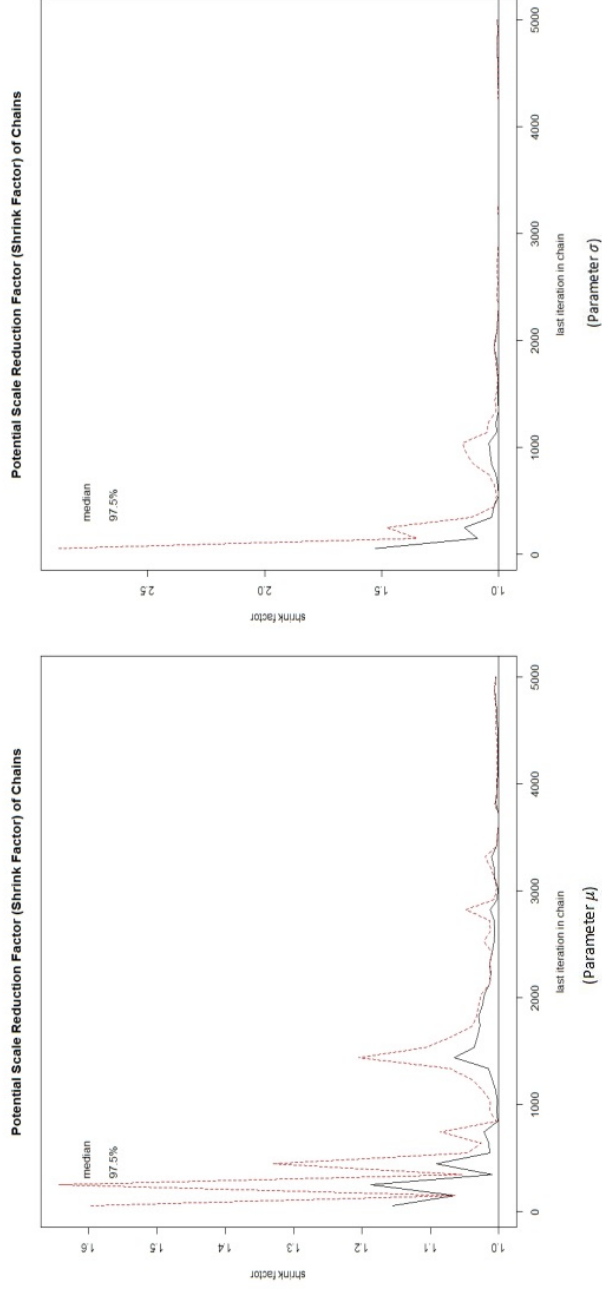 Potential Scale Reduction Factor (Shrink Factor) of Chains
median
97.5%
shrink factor
1.6
1.5
1.4
1.3
1.2
1.1
1.0
0
1000
2000
3000
4000
5000
last iteration in chain
(Parameter μ)
Potential Scale Reduction Factor (Shrink Factor) of Chains
median
97.5%
shrink factor
2.5
2.0
1.5
1.0
0
1000
2000
3000
4000
5000
last iteration in chain
(Parameter σ)